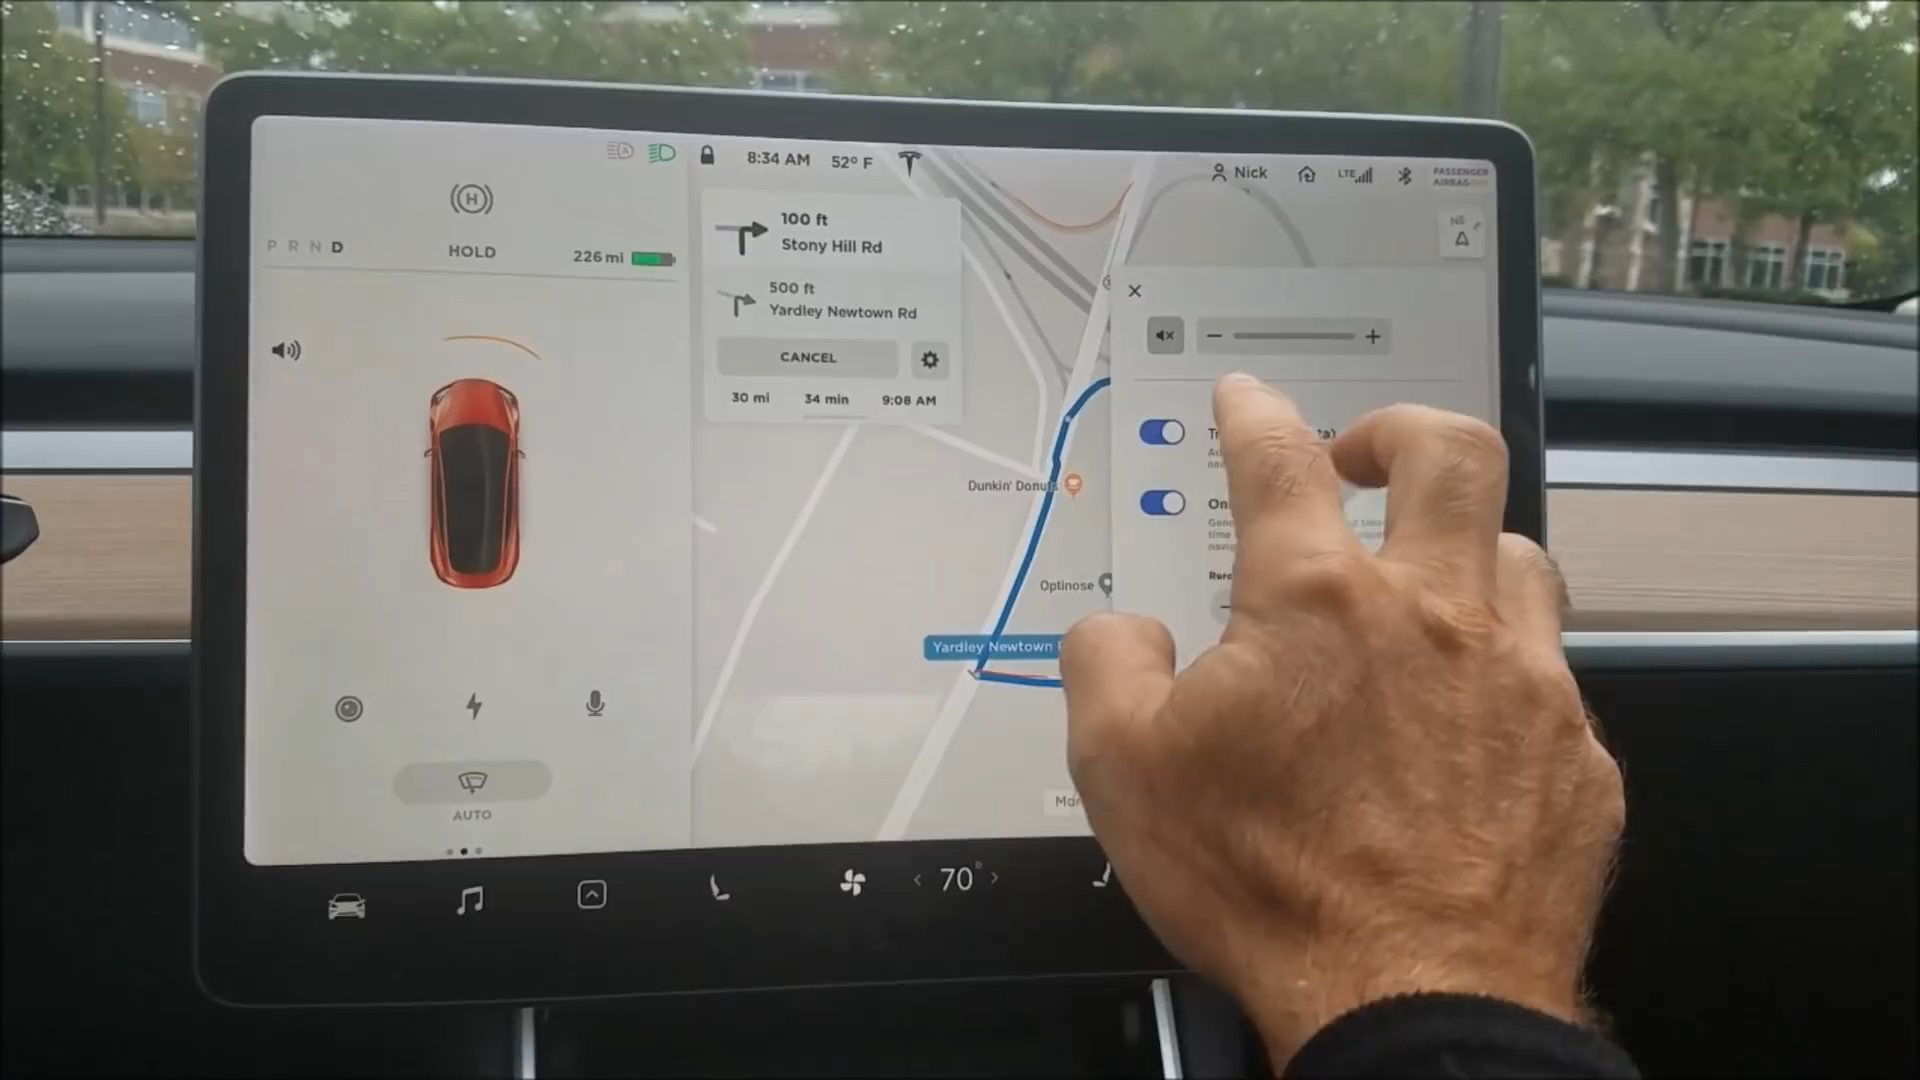 8:34 AM 52° F
Nick
LTE
PASSENGER
AIRBAG
H
P R N D
HOLD
226 mi
100 ft
Stony Hill Rd
500 ft
Yardley Newtown Rd
CANCEL
30 mi 34 min 9:08 AM
Dunkin' Donuts
Optinose
Yardley Newtown
AUTO
70°